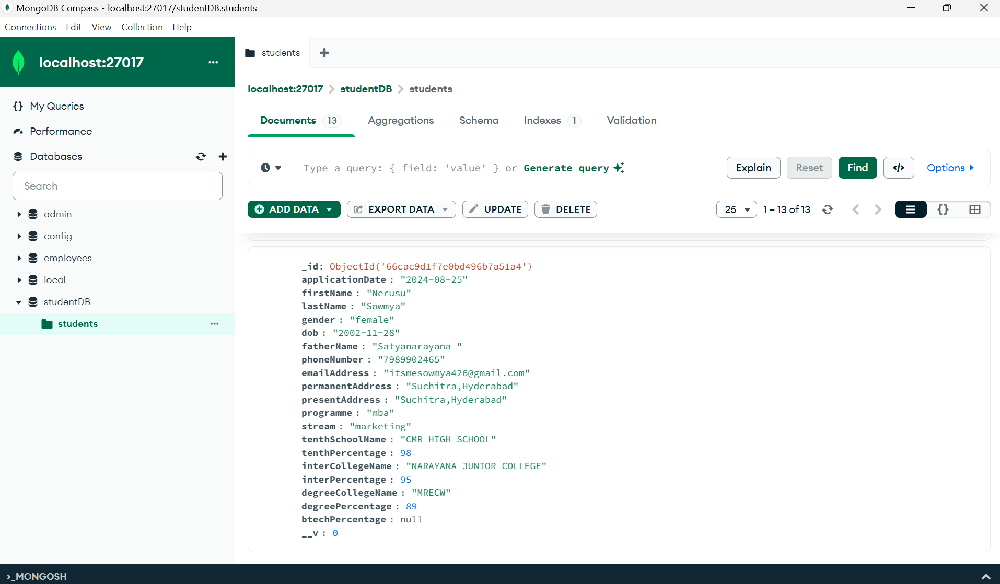 MongoDB Compass - localhost:27017/studentDB.students
Connections Edit View Collection Help
localhost:27017 ...
students +
localhost:27017 > studentDB > students
{} My Queries
Documents 13 Aggregations Schema Indexes 1 Validation
Performance
Databases
Type a query: { field: 'value' } or Generate query
Explain Reset Find </> Options
Search
ADD DATA EXPORT DATA UPDATE DELETE 25 1 – 13 of 13 {}
admin
config
employees
local
studentDB
students ...
_id: ObjectId('66cac9d1f7e0bd496b7a51a4')
applicationDate : "2024-08-25"
firstName : "Nerusu"
lastName : "Sowmya"
gender : "female"
dob : "2002-11-28"
fatherName : "Satyanarayana "
phoneNumber : "7989902465"
emailAddress : "itsmesowmya426@gmail.com"
permanentAddress : "Suchitra,Hyderabad"
presentAddress : "Suchitra,Hyderabad"
programme : "mba"
stream : "marketing"
tenthSchoolName : "CMR HIGH SCHOOL"
tenthPercentage : 98
interCollegeName : "NARAYANA JUNIOR COLLEGE"
interPercentage : 95
degreeCollegeName : "MRECW"
degreePercentage : 89
btechPercentage : null
__v : 0
>_MONGOSH